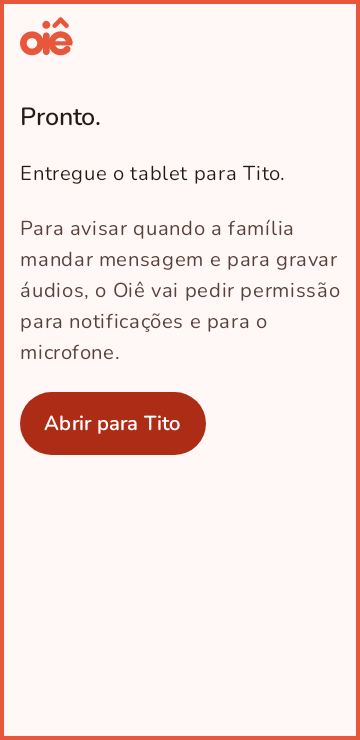 oiê
Pronto.
Entregue o tablet para Tito.
Para avisar quando a família
mandar mensagem e para gravar
áudios, o Oiê vai pedir permissão
para notificações e para o
microfone.
Abrir para Tito